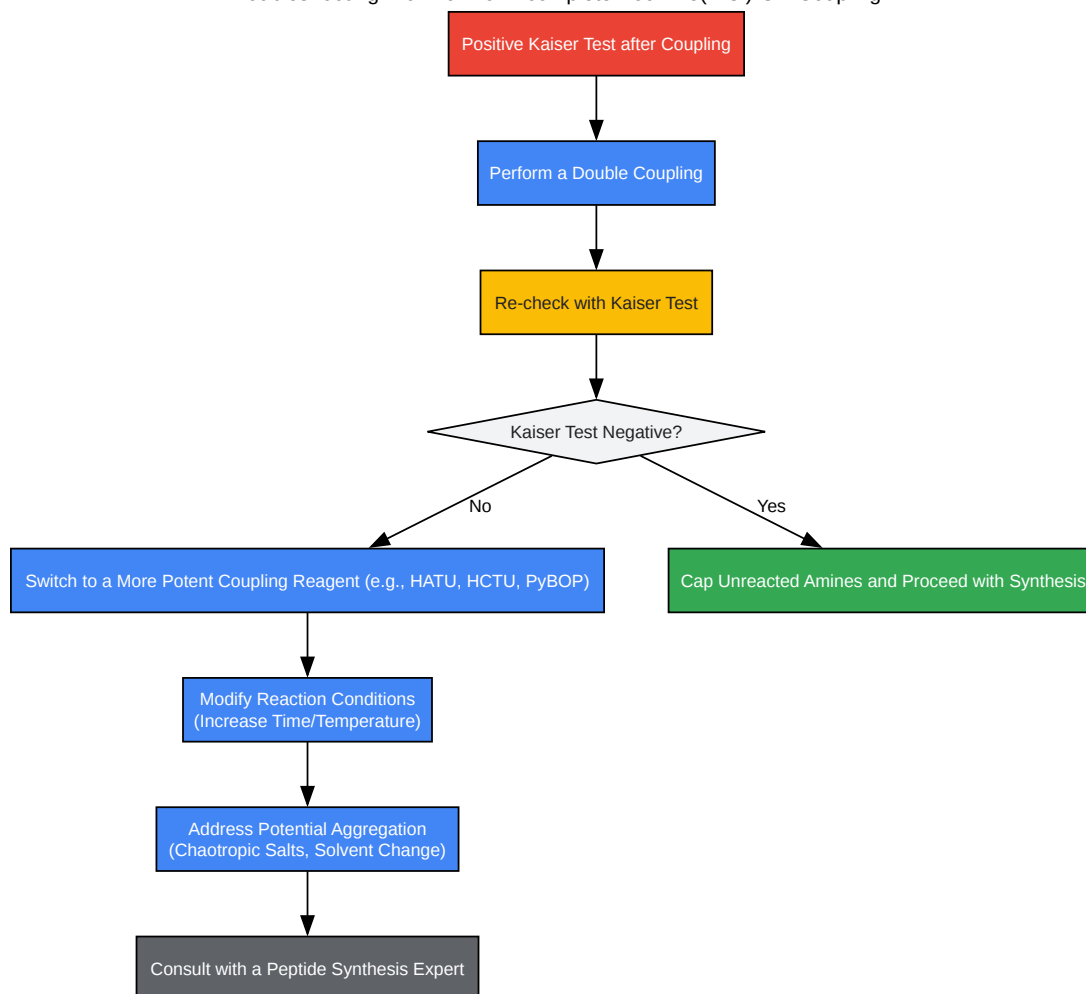 Positive Kaiser Test after Coupling
Perform a Double Coupling
Re-check with Kaiser Test
Kaiser Test Negative?
No
Yes
Switch to a More Potent Coupling Reagent (e.g., HATU, HCTU, PyBOP)
Cap Unreacted Amines and Proceed with Synthesis
Modify Reaction Conditions
(Increase Time/Temperature)
Address Potential Aggregation
(Chaotropic Salts, Solvent Change)
Consult with a Peptide Synthesis Expert